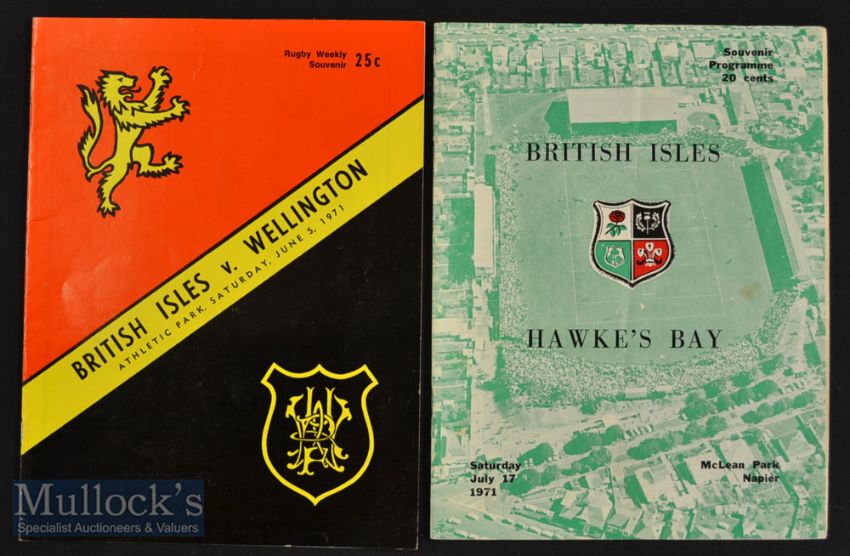 Rugby Weekly
Souvenir 25c
BRITISH ISLES v. WELLINGTON
ATHLETIC PARK, SATURDAY, JUNE 5, 1971
Souvenir
Programme
20 cents
BRITISH ISLES
HAWKE'S BAY
Saturday
July 17
1971
McLean Park
Napier
Mullock's
Specialist Auctioneers & Valuers